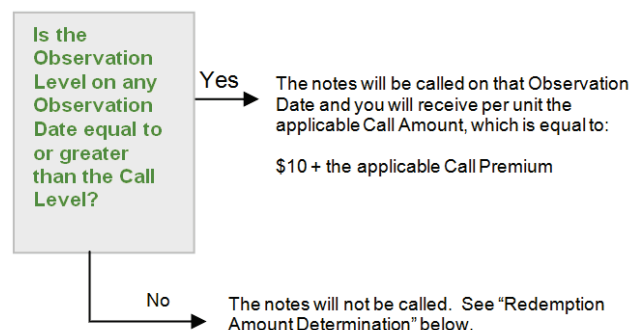 Is the
Observation
Level on any
Observation
Date equal to
or greater
than the Call
Level?
Yes
The notes will be called on that Observation
Date and you will receive per unit the
applicable Call Amount, which is equal to:
$10 + the applicable Call Premium
No
The notes will not be called. See “Redemption
Amount Determination” below.